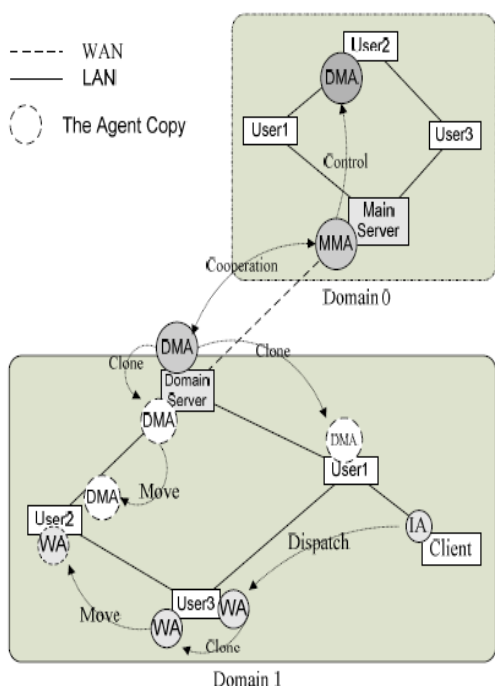 WAN
LAN
The Agent Copy
User2
DMA
User1
User3
Control
Main
Server
MMA
Cooperation
Domain 0
DMA
Clone
Clone
Domain
Server
DMA
DMA
User1
DMA
Move
User2
WA
IA
Client
Dispatch
User3
WA
WA
Move
Clone
Domain 1